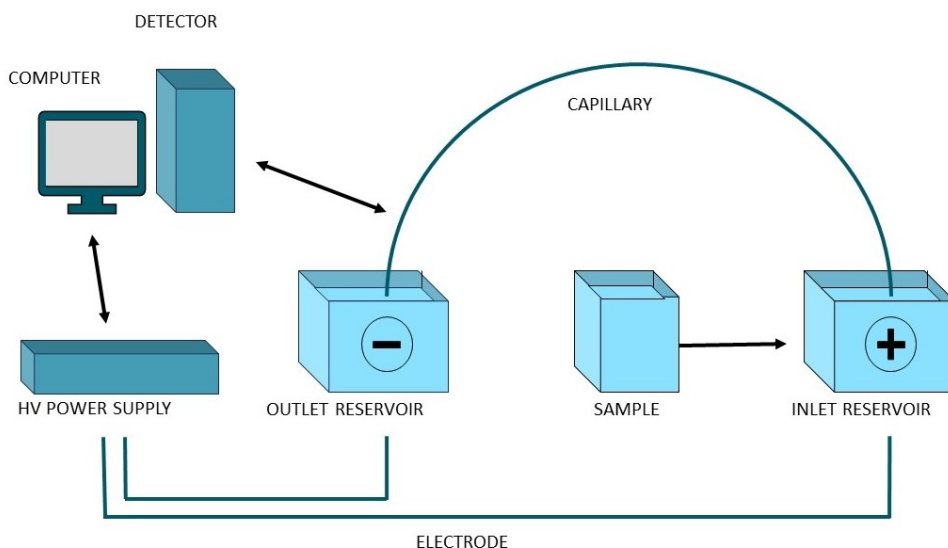 DETECTOR
COMPUTER
CAPILLARY
HV POWER SUPPLY
OUTLET RESERVOIR
SAMPLE
INLET RESERVOIR
ELECTRODE